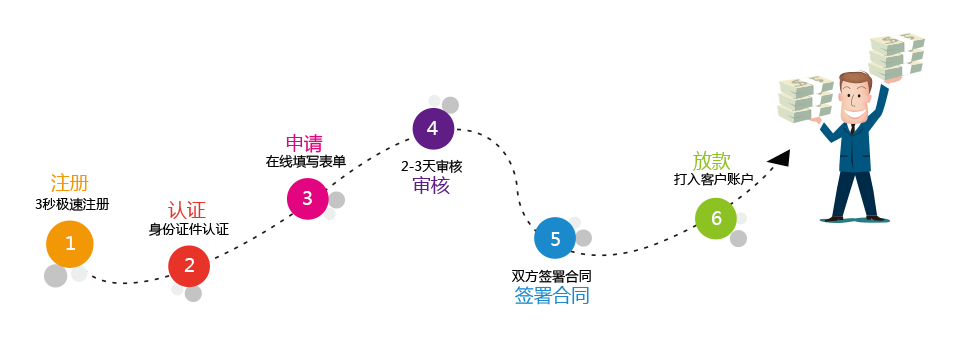 注册
3秒极速注册
1
认证
身份证件认证
2
申请
在线填写表单
3
4
2-3天审核
审核
5
双方签署合同
签署合同
放款
打入客户账户
6